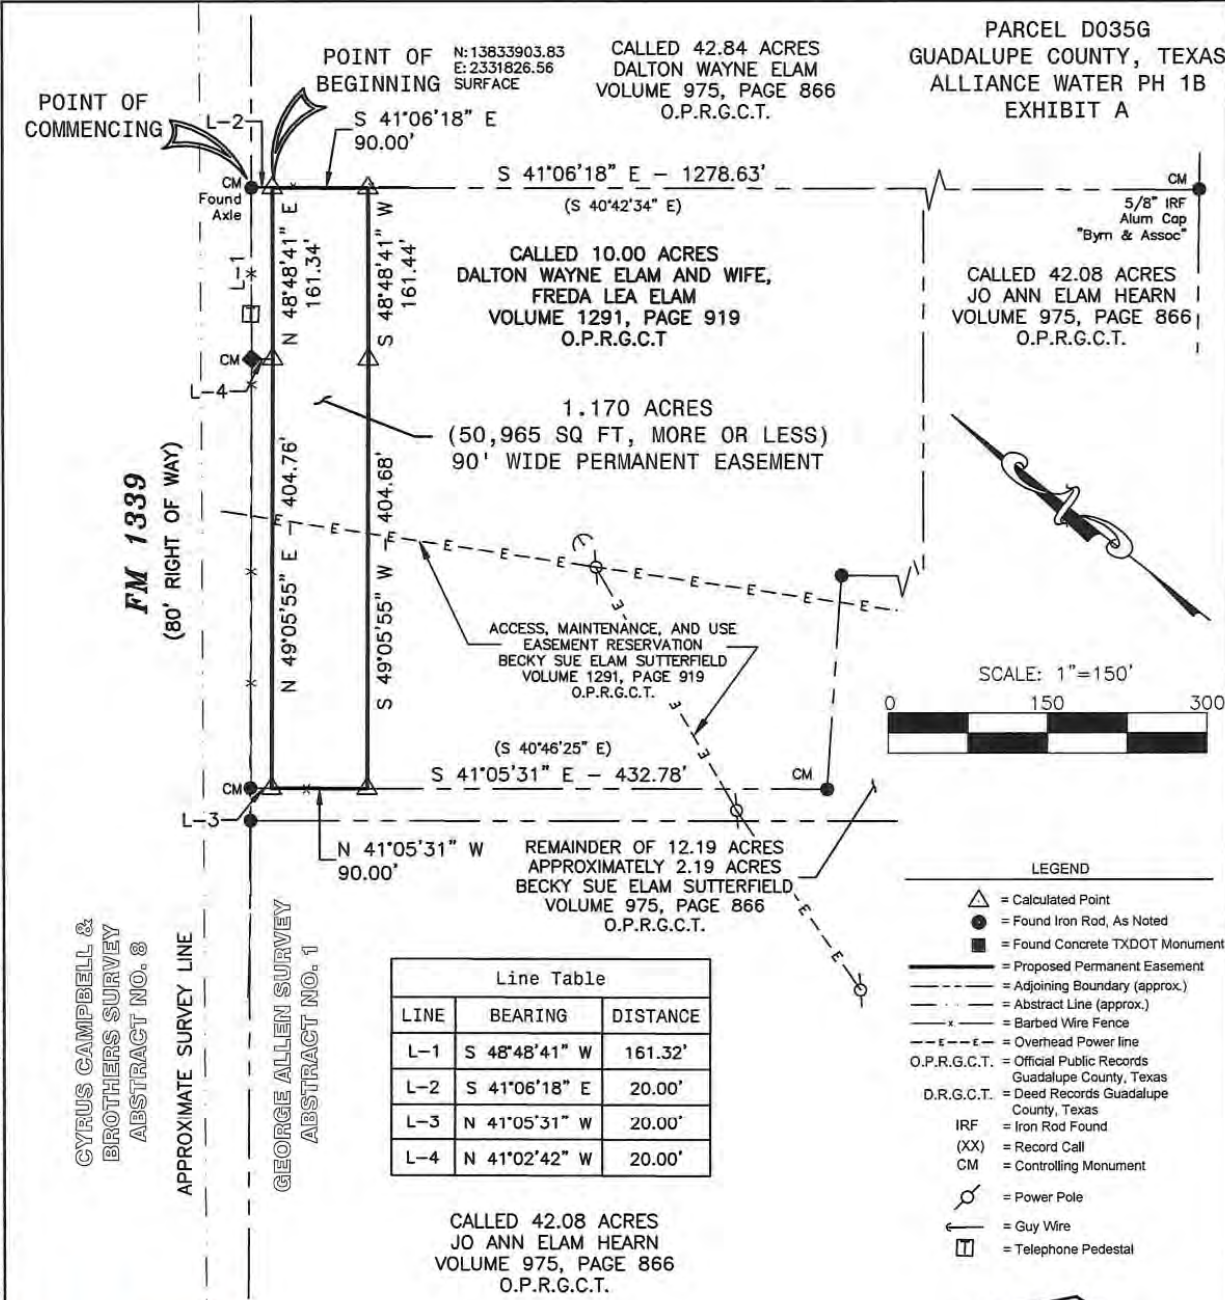 PARCEL D035G
GUADALUPE COUNTY, TEXAS
ALLIANCE WATER PH 1B
EXHIBIT A
POINT OF
COMMENCING
POINT OF
BEGINNING
N:13833903.83
E:2331826.56
SURFACE
CALLED 42.84 ACRES
DALTON WAYNE ELAM
VOLUME 975, PAGE 866
O.P.R.G.C.T.
L-2
S 41°06'18" E
90.00'
S 41°06'18" E - 1278.63'
(S 40°42'34" E)
CM
Found
Axle
CM
5/8" IRF
Alum Cap
"Byrn & Assoc"
L-1
N 48°48'41" E
161.34'
S 48°48'41" W
161.44'
CALLED 10.00 ACRES
DALTON WAYNE ELAM AND WIFE,
FREDA LEA ELAM
VOLUME 1291, PAGE 919
O.P.R.G.C.T
CALLED 42.08 ACRES
JO ANN ELAM HEARN
VOLUME 975, PAGE 866
O.P.R.G.C.T.
T
CM
L-4
1.170 ACRES
(50,965 SQ FT, MORE OR LESS)
90' WIDE PERMANENT EASEMENT
FM 1339
(80' RIGHT OF WAY)
N 49°05'55" E - 404.76'
S 49°05'55" W - 404.68'
E E E E E E E E E
E E E E E
ACCESS, MAINTENANCE, AND USE
EASEMENT RESERVATION
BECKY SUE ELAM SUTTERFIELD
VOLUME 1291, PAGE 919
O.P.R.G.C.T.
SCALE: 1"=150'
0 150 300
(S 40°46'25" E)
S 41°05'31" E - 432.78'
CM
CM
L-3
N 41°05'31" W
90.00'
REMAINDER OF 12.19 ACRES
APPROXIMATELY 2.19 ACRES
BECKY SUE ELAM SUTTERFIELD
VOLUME 975, PAGE 866
O.P.R.G.C.T.
CYRUS CAMPBELL &
BROTHERS SURVEY
ABSTRACT NO. 8
APPROXIMATE SURVEY LINE
GEORGE ALLEN SURVEY
ABSTRACT NO. 1
Line Table
LINE BEARING DISTANCE
L-1 S 48°48'41" W 161.32'
L-2 S 41°06'18" E 20.00'
L-3 N 41°05'31" W 20.00'
L-4 N 41°02'42" W 20.00'
CALLED 42.08 ACRES
JO ANN ELAM HEARN
VOLUME 975, PAGE 866
O.P.R.G.C.T.
LEGEND
= Calculated Point
= Found Iron Rod, As Noted
= Found Concrete TXDOT Monument
= Proposed Permanent Easement
= Adjoining Boundary (approx.)
= Abstract Line (approx.)
x = Barbed Wire Fence
E E = Overhead Power line
O.P.R.G.C.T. = Official Public Records
Guadalupe County, Texas
D.R.G.C.T. = Deed Records Guadalupe
County, Texas
IRF = Iron Rod Found
(XX) = Record Call
CM = Controlling Monument
= Power Pole
= Guy Wire
T = Telephone Pedestal